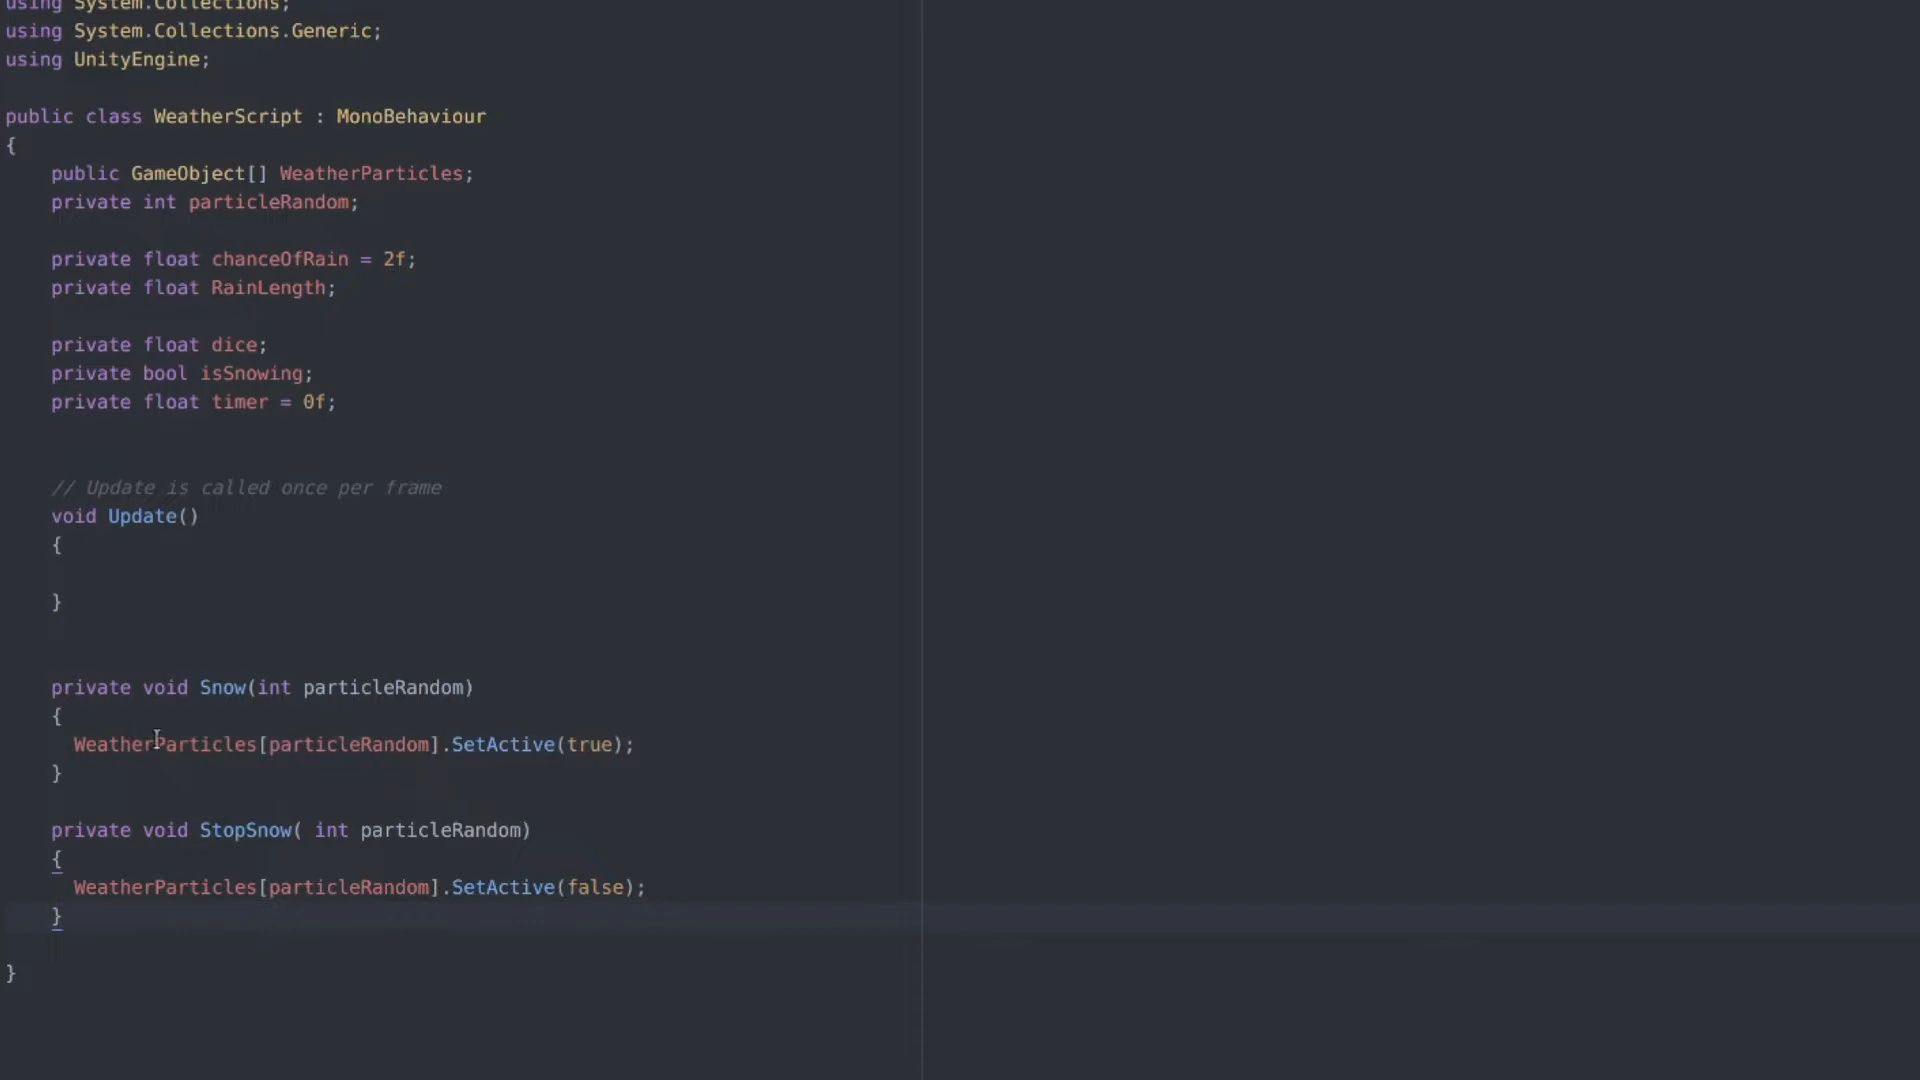 using System.Collections;
using System.Collections.Generic;
using UnityEngine;
public class WeatherScript : MonoBehaviour
{
public GameObject[] WeatherParticles;
private int particleRandom;
private float chanceOfRain = 2f;
private float RainLength;
private float dice;
private bool isSnowing;
private float timer = 0f;
// Update is called once per frame
void Update()
{
}
private void Snow(int particleRandom)
{
WeatherParticles[particleRandom].SetActive(true);
}
private void StopSnow( int particleRandom)
{
WeatherParticles[particleRandom].SetActive(false);
}
}